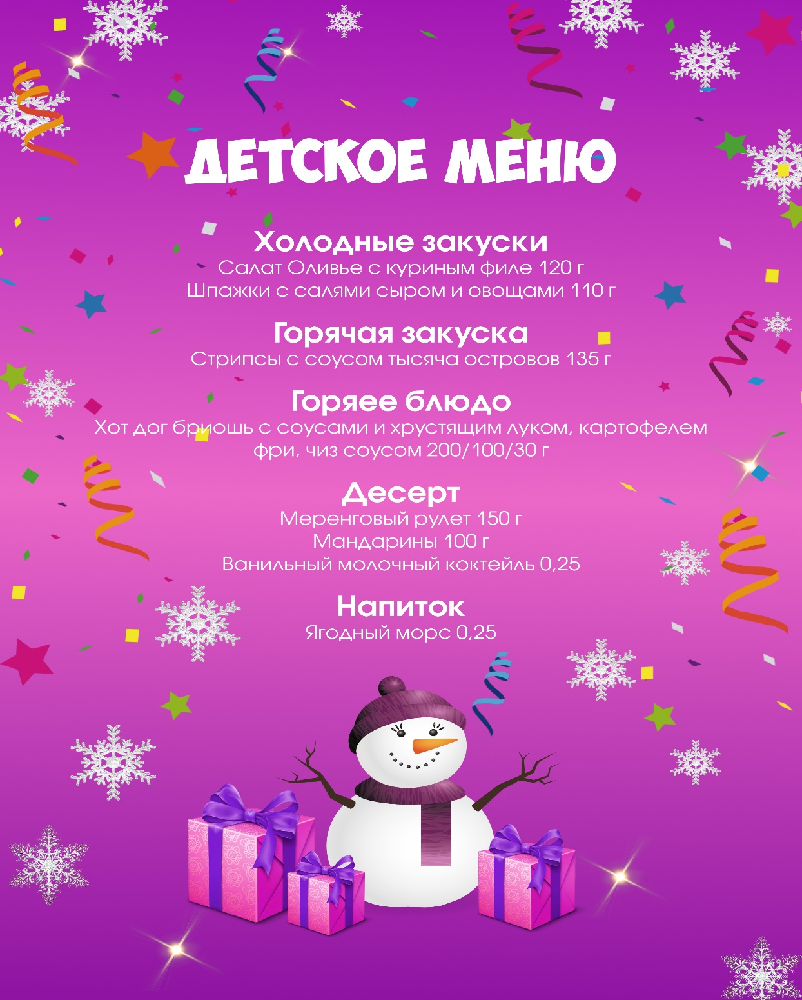 ДЕТСКОЕ МЕНЮ
Холодные закуски
Салат Оливье с куриным филе 120 г
Шпажки с салями сыром и овощами 110 г
Горячая закуска
Стрипсы с соусом тысяча островов 135 г
Горяее блюдо
Хот дог бриошь с соусами и хрустящим луком, картофелем
фри, чиз соусом 200/100/30 г
Десерт
Меренговый рулет 150 г
Мандарины 100 г
Ванильный молочный коктейль 0,25
Напиток
Ягодный морс 0,25